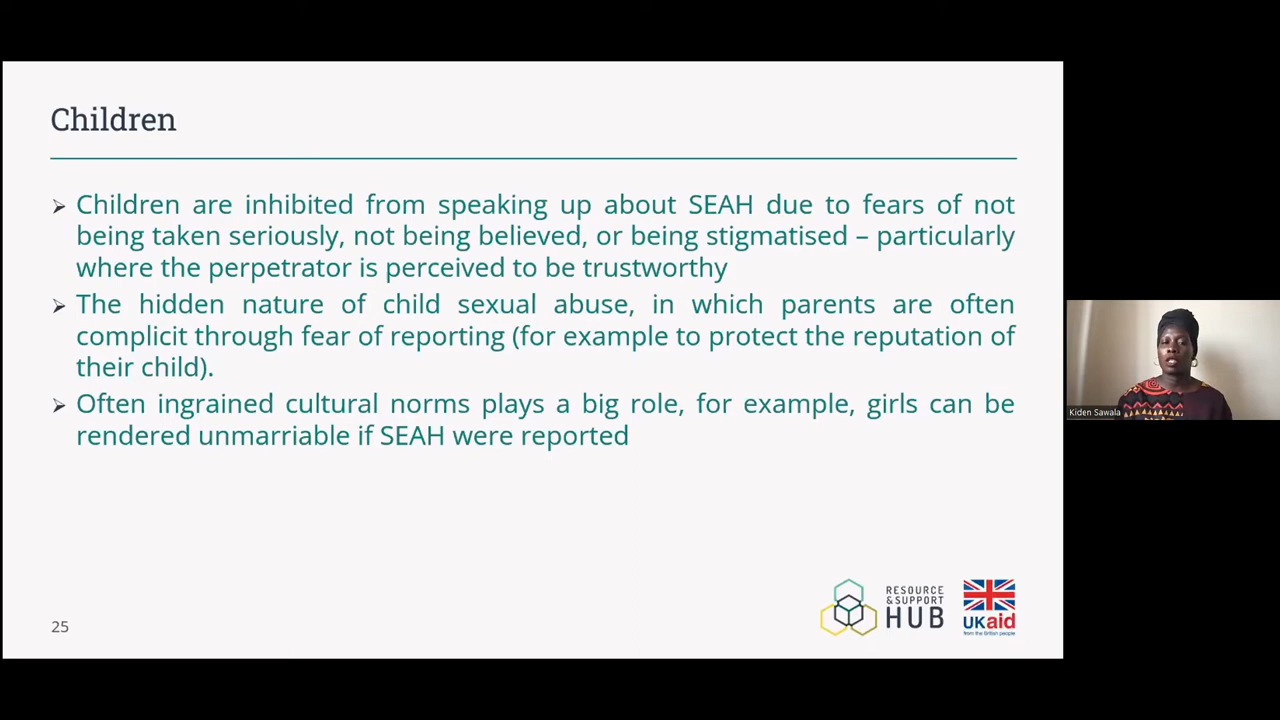 Children
Children are inhibited from speaking up about SEAH due to fears of not
being taken seriously, not being believed, or being stigmatised – particularly
where the perpetrator is perceived to be trustworthy
The hidden nature of child sexual abuse, in which parents are often
complicit through fear of reporting (for example to protect the reputation of
their child).
Often ingrained cultural norms plays a big role, for example, girls can be
rendered unmarriable if SEAH were reported
Kiden Sawala
RESOURCE
& SUPPORT
HUB
UKaid
from the British people
25